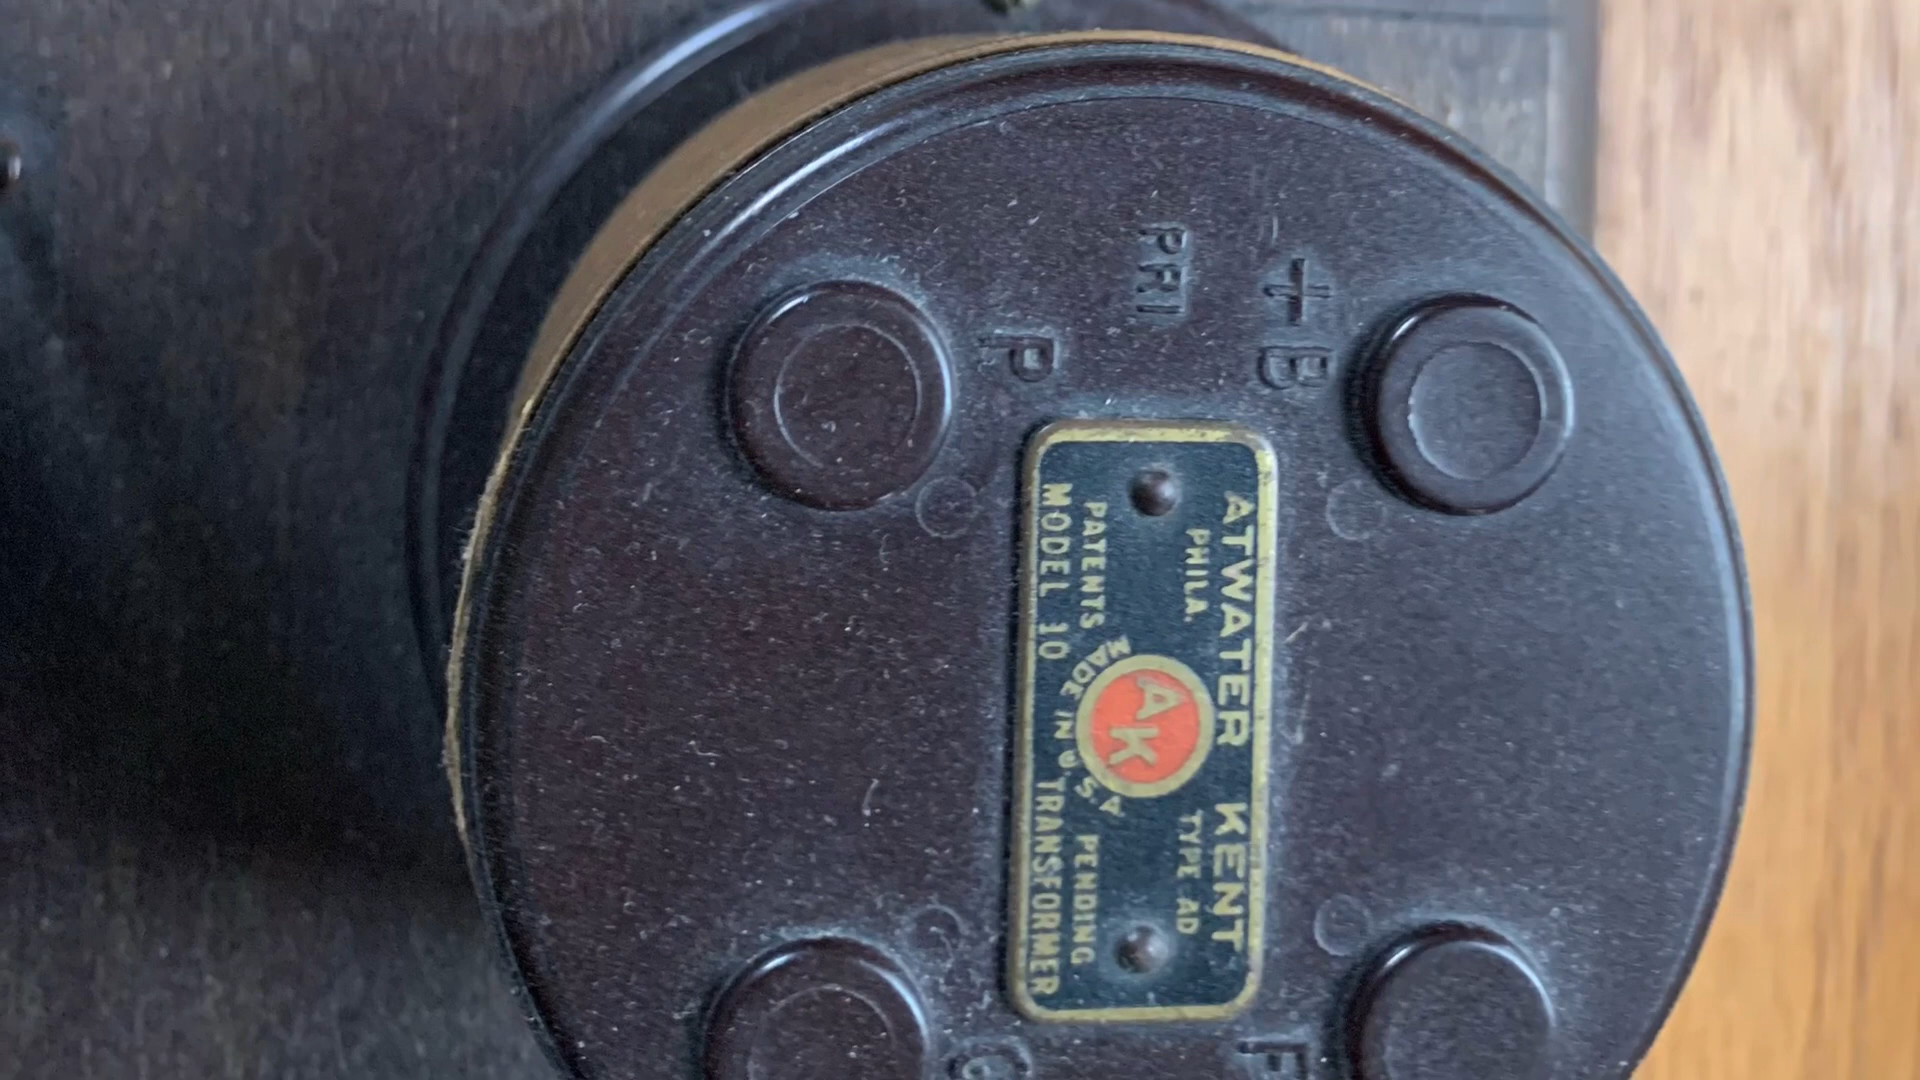 PRI
P
+B
ATWATER KENT
PHILA. TYPE AD
AK
MADE IN U.S.A
PATENTS PENDING.
MODEL 10 TRANSFORMER
G F